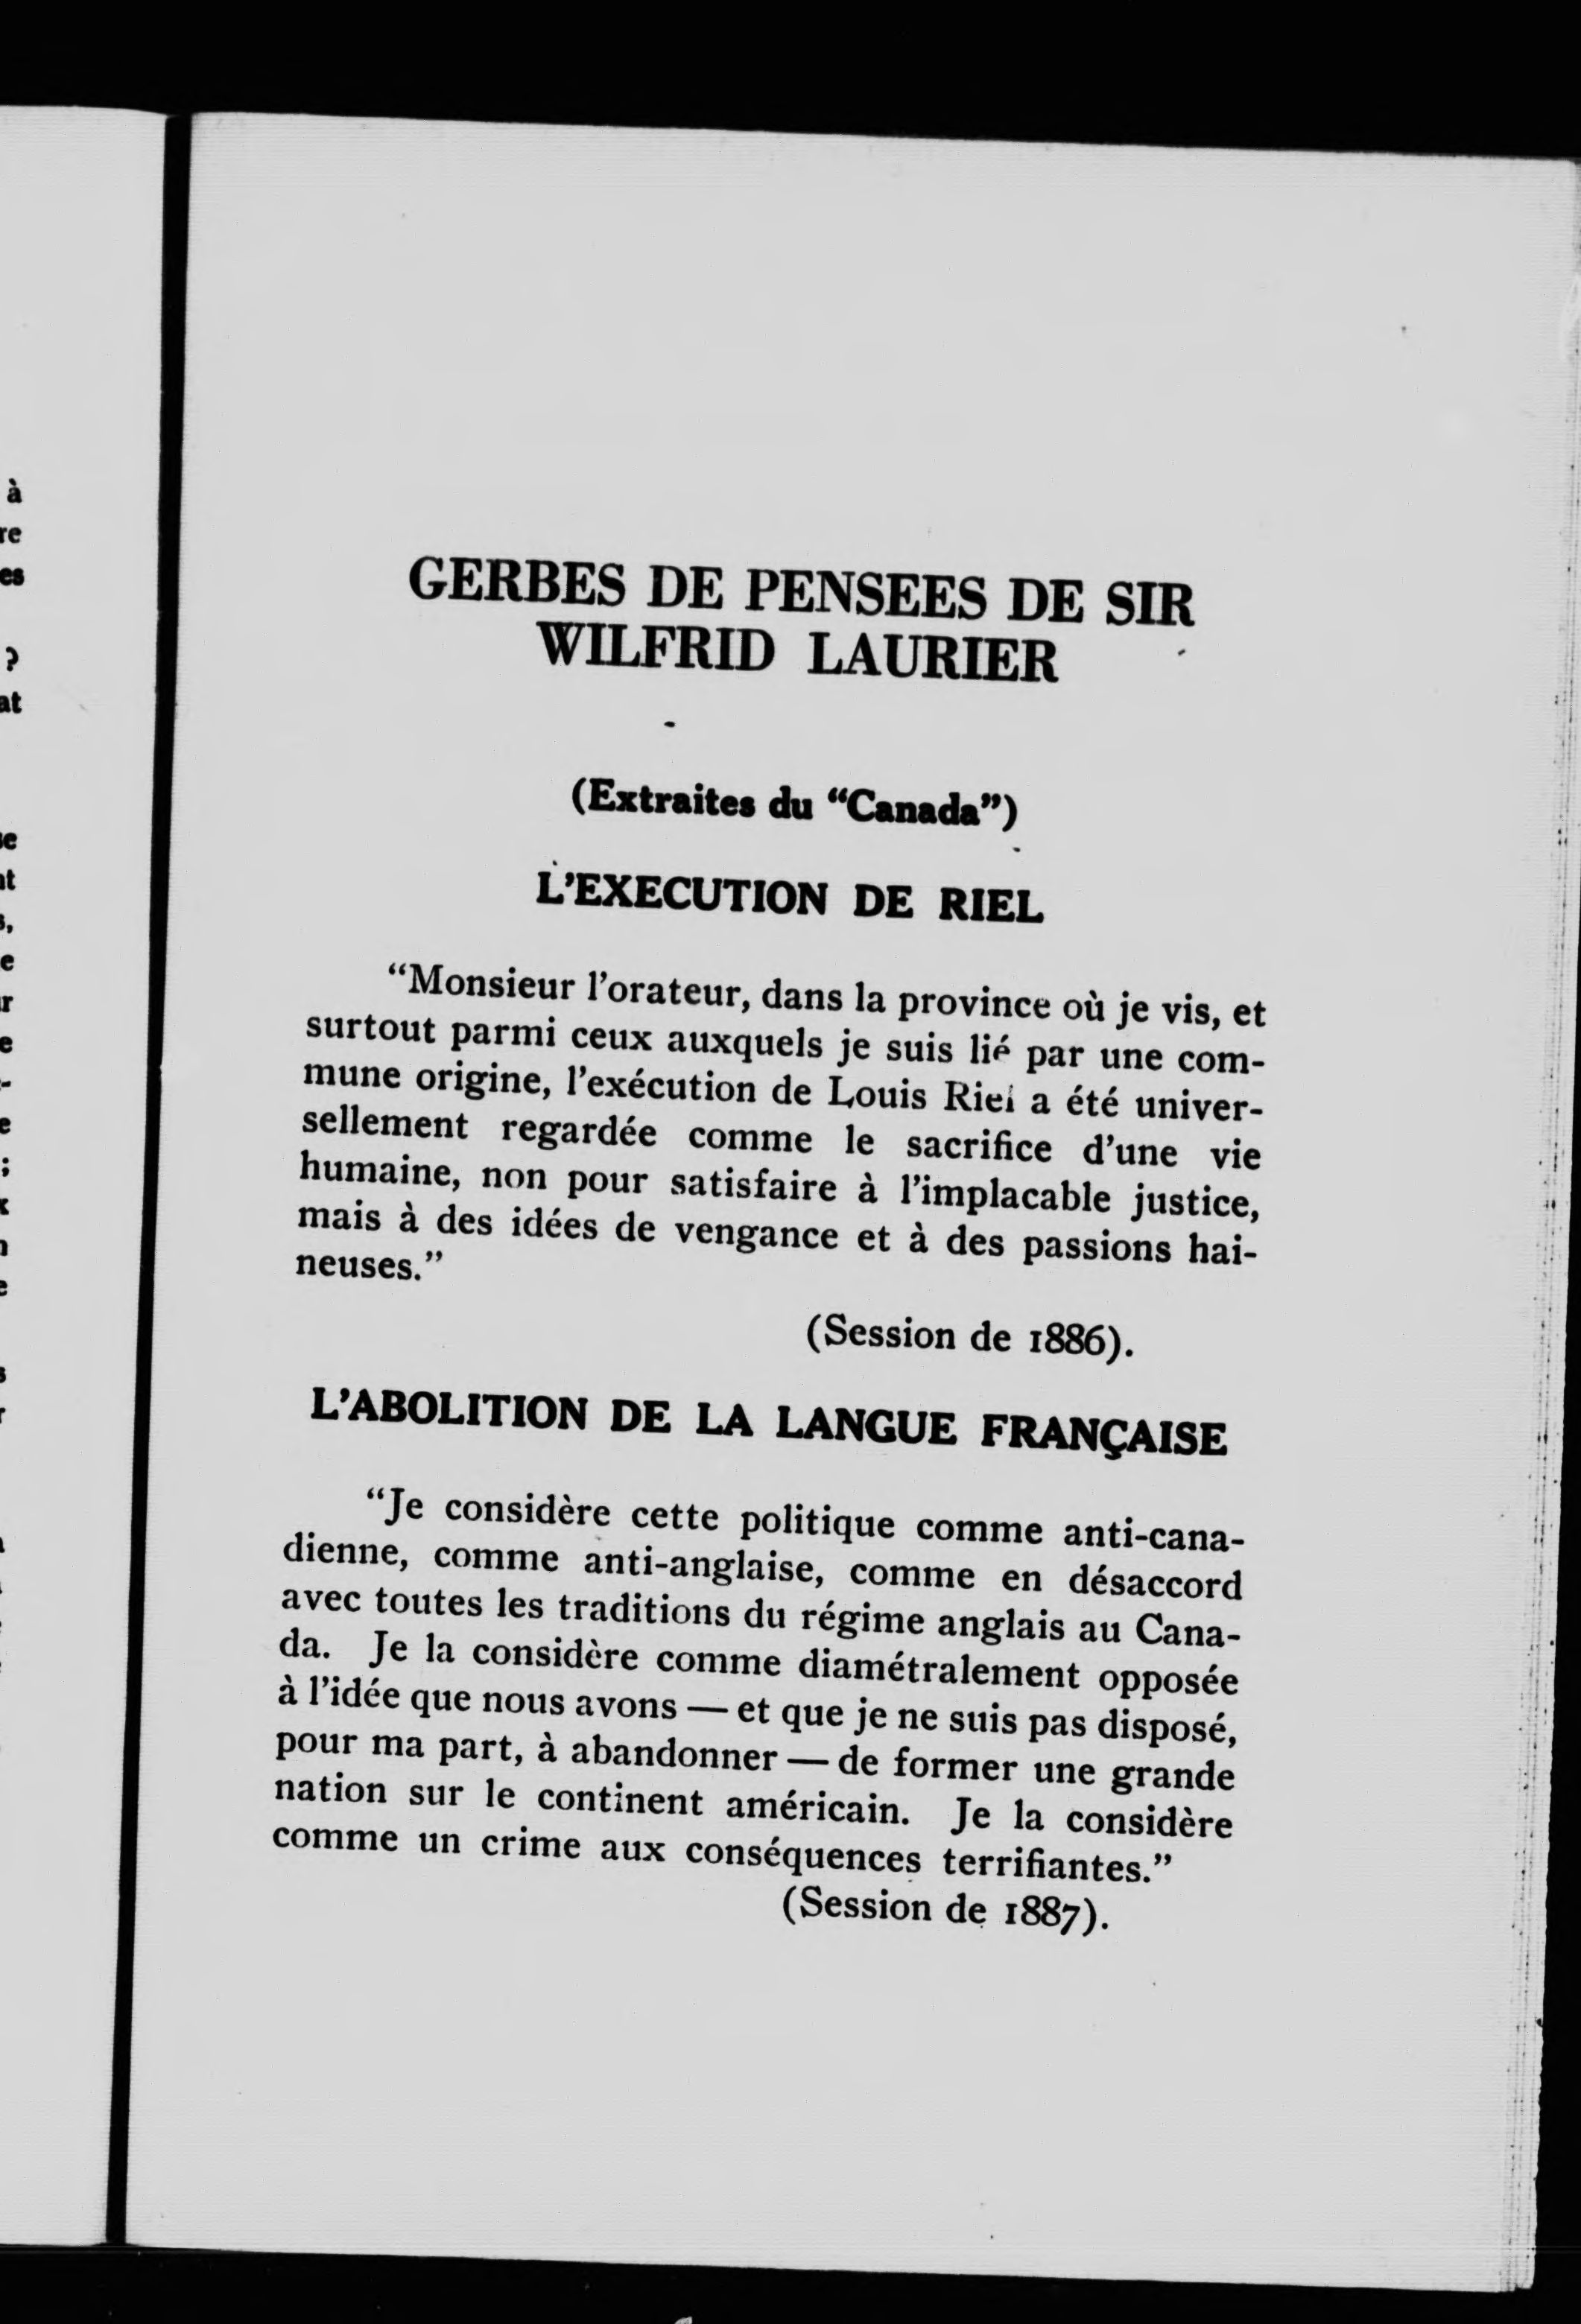 GERBES DE PENSEES DE SIR
WILFRID LAURIER
(Extraites du “Canada”)
L’EXECUTION DE RIEL
“Monsieur l’orateur, dans la province où je vis, et
surtout parmi ceux auxquels je suis lié par une com-
mune origine, l’exécution de Louis Riel a été univer-
sellement regardée comme le sacrifice d’une vie
humaine, non pour satisfaire à l’implacable justice,
mais à des idées de vengance et à des passions hai-
neuses.”
(Session de 1886).
L’ABOLITION DE LA LANGUE FRANÇAISE
“Je considère cette politique comme anti-cana-
dienne, comme anti-anglaise, comme en désaccord
avec toutes les traditions du régime anglais au Cana-
da. Je la considère comme diamétralement opposée
à l’idée que nous avons — et que je ne suis pas disposé,
pour ma part, à abandonner — de former une grande
nation sur le continent américain. Je la considère
comme un crime aux conséquences terrifiantes.”
(Session de 1887).